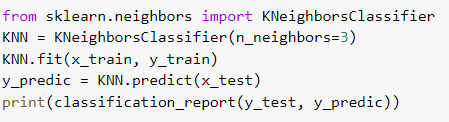 from sklearn.neighbors import KNeighborsClassifier
KNN = KNeighborsClassifier(n_neighbors=3)
KNN.fit(x_train, y_train)
y_predic = KNN.predict(x_test)
print(classification_report(y_test, y_predic))